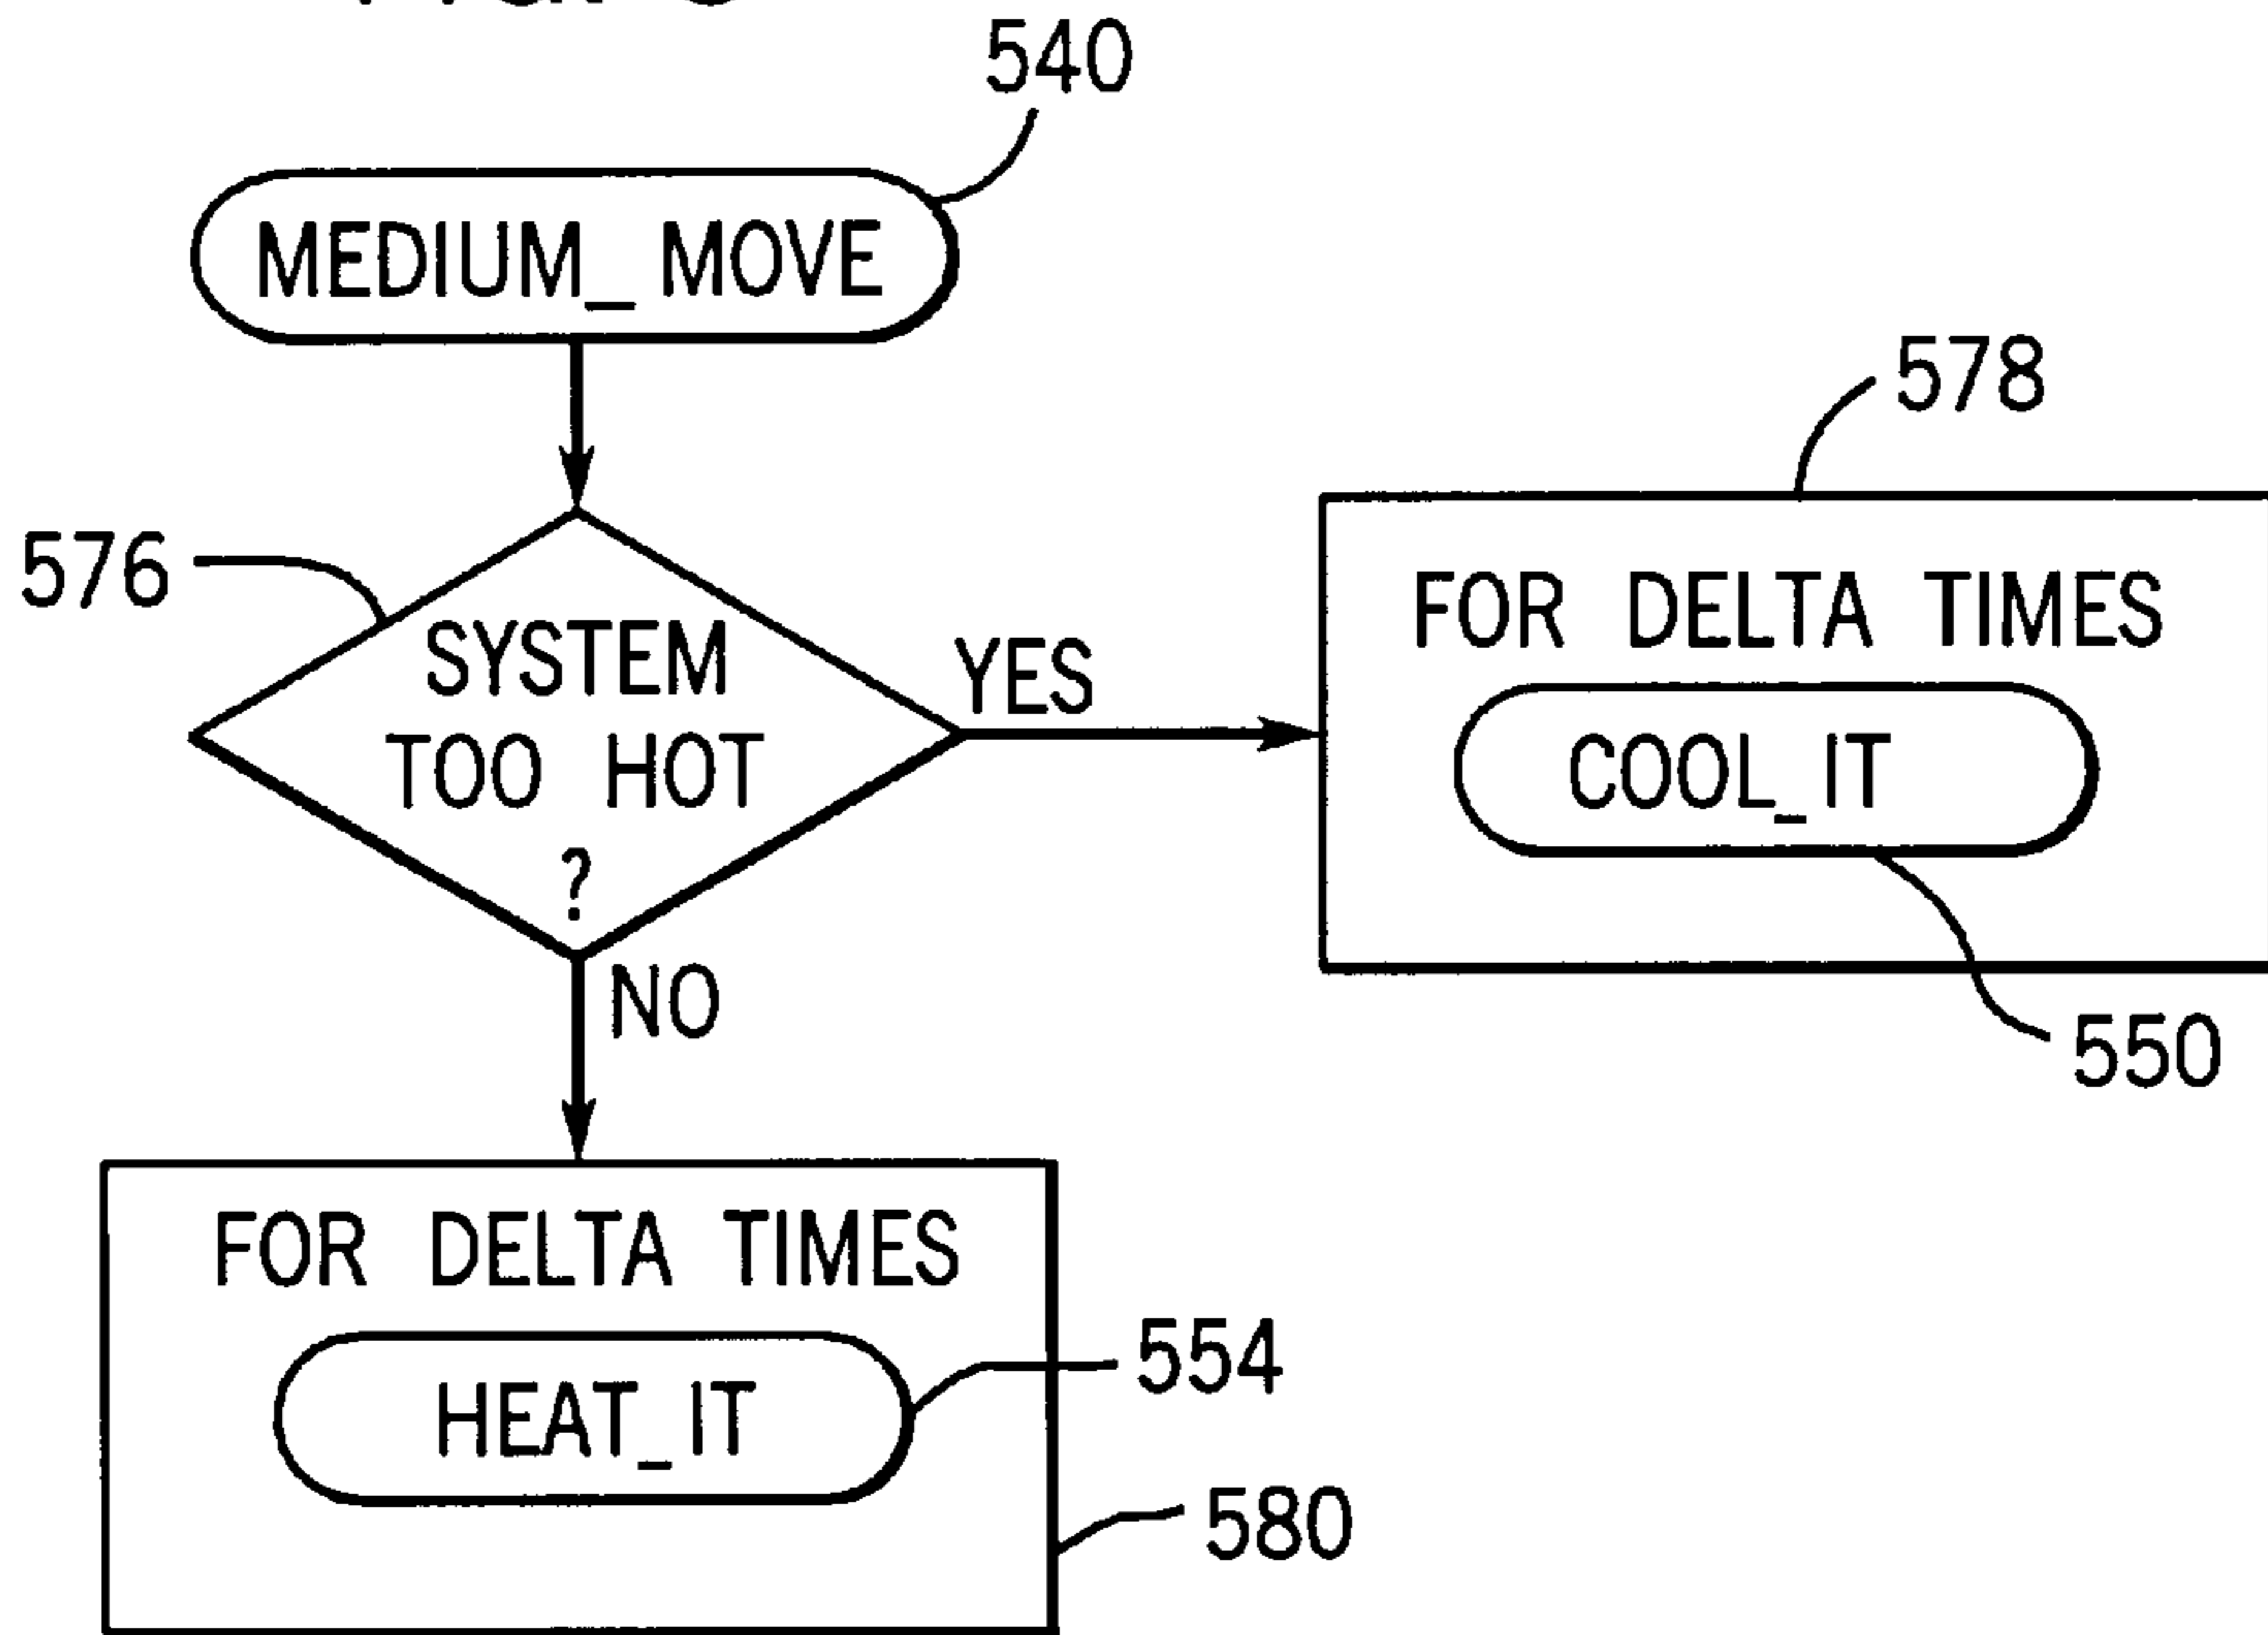 540
MEDIUM_MOVE
578
576
SYSTEM
TOO HOT
?
YES
FOR DELTA TIMES
COOL_IT
NO
550
FOR DELTA TIMES
554
HEAT_IT
580